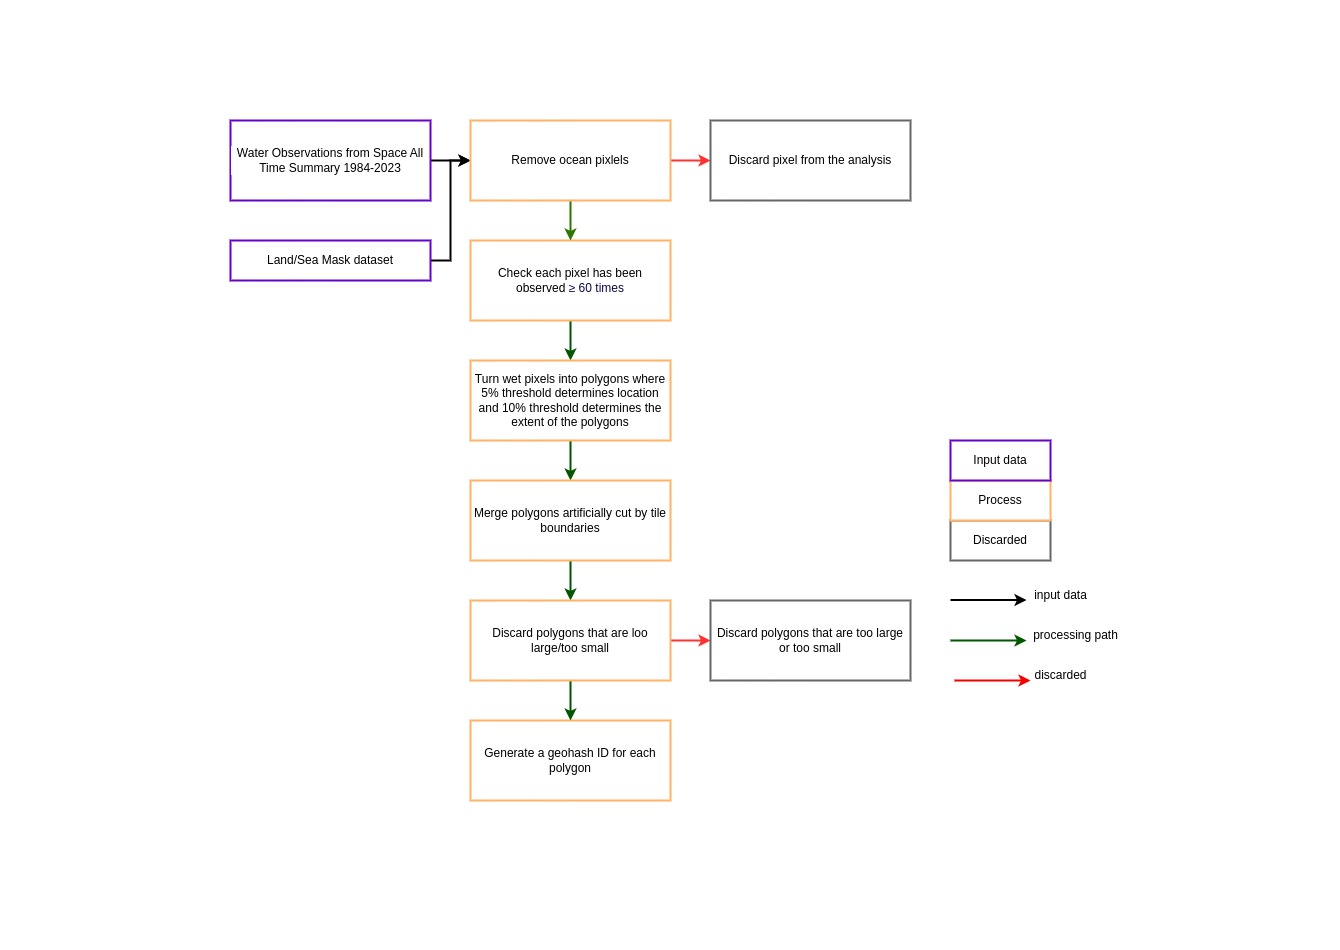 Water Observations from Space All
Time Summary 1984-2023
Remove ocean pixlels
Discard pixel from the analysis
Land/Sea Mask dataset
Check each pixel has been
observed ≥ 60 times
Turn wet pixels into polygons where
5% threshold determines location
and 10% threshold determines the
extent of the polygons
Merge polygons artificially cut by tile
boundaries
Discard polygons that are loo
large/too small
Discard polygons that are too large
or too small
Generate a geohash ID for each
polygon
Input data
Process
Discarded
input data
processing path
discarded